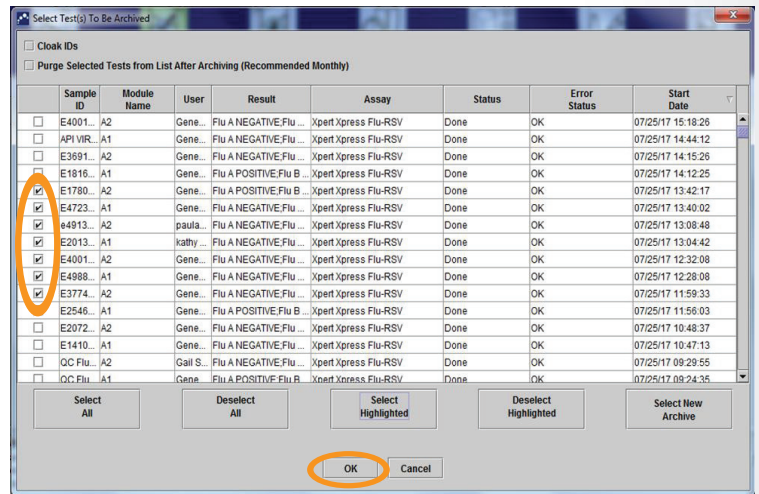 Select Test(s) To Be Archived
Cloak IDs
Purge Selected Tests from List After Archiving (Recommended Monthly)
Sample ID Module Name User Result Assay Status Error Status Start Date
E4001... A2 Gene... Flu A NEGATIVE;Flu ... Xpert Xpress Flu-RSV Done OK 07/25/17 15:18:26
API VIR... A1 Gene... Flu A NEGATIVE;Flu ... Xpert Xpress Flu-RSV Done OK 07/25/17 14:44:12
E3691... A2 Gene... Flu A NEGATIVE;Flu ... Xpert Xpress Flu-RSV Done OK 07/25/17 14:15:26
E1816... A1 Gene... Flu A POSITIVE;Flu B ... Xpert Xpress Flu-RSV Done OK 07/25/17 14:12:25
E1780... A2 Gene... Flu A POSITIVE;Flu B ... Xpert Xpress Flu-RSV Done OK 07/25/17 13:42:17
E4723... A1 Gene... Flu A NEGATIVE;Flu ... Xpert Xpress Flu-RSV Done OK 07/25/17 13:40:02
e4913... A2 paula... Flu A NEGATIVE;Flu ... Xpert Xpress Flu-RSV Done OK 07/25/17 13:08:48
E2013... A1 kathy ... Flu A NEGATIVE;Flu ... Xpert Xpress Flu-RSV Done OK 07/25/17 13:04:42
E4001... A2 Gene... Flu A NEGATIVE;Flu ... Xpert Xpress Flu-RSV Done OK 07/25/17 12:32:08
E4988... A1 Gene... Flu A NEGATIVE;Flu ... Xpert Xpress Flu-RSV Done OK 07/25/17 12:28:08
E3774... A2 Gene... Flu A NEGATIVE;Flu ... Xpert Xpress Flu-RSV Done OK 07/25/17 11:59:33
E2546... A1 Gene... Flu A POSITIVE;Flu B ... Xpert Xpress Flu-RSV Done OK 07/25/17 11:56:03
E2072... A2 Gene... Flu A NEGATIVE;Flu ... Xpert Xpress Flu-RSV Done OK 07/25/17 10:48:37
E1410... A1 Gene... Flu A NEGATIVE;Flu ... Xpert Xpress Flu-RSV Done OK 07/25/17 10:47:13
QC Flu... A2 Gail S... Flu A NEGATIVE;Flu ... Xpert Xpress Flu-RSV Done OK 07/25/17 09:29:55
QC Flu... A1 Gene... Flu A POSITIVE;Flu B ... Xpert Xpress Flu-RSV Done OK 07/25/17 09:24:35
Select All Deselect All Select Highlighted Deselect Highlighted Select New Archive
OK Cancel